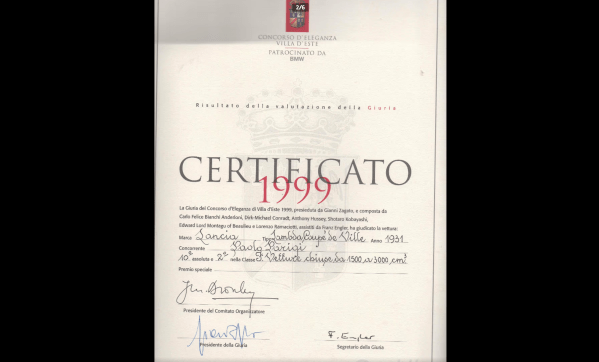 2/6
CONCORSO D'ELEGANZA
VILLA D'ESTE
PATROCINATO DA
BMW
Risultato della valutazione della Giuria
CERTIFICATO
1999
La Giuria del Concorso d'Eleganza di Villa d'Este 1999, presieduta da Gianni Zagato, e composta da
Carlo Felice Bianchi Anderloni, Dirk-Michael Conradt, Anthony Hussey, Shotaro Kobayashi,
Edward Lord Montagu of Beaulieu e Lorenzo Ramaciotti, assistiti da Franz Engler, ha giudicato la vettura:
Marca Lancia Tipo Lambda Coupé de Ville Anno 1931
Concorrente Paolo
10ª assoluta e 2ª nella Classe Vetture chiuse da 1500 a 3000 cm³
Premio speciale
Presidente del Comitato Organizzatore
F. Engler
Presidente della Giuria Segretario della Giuria